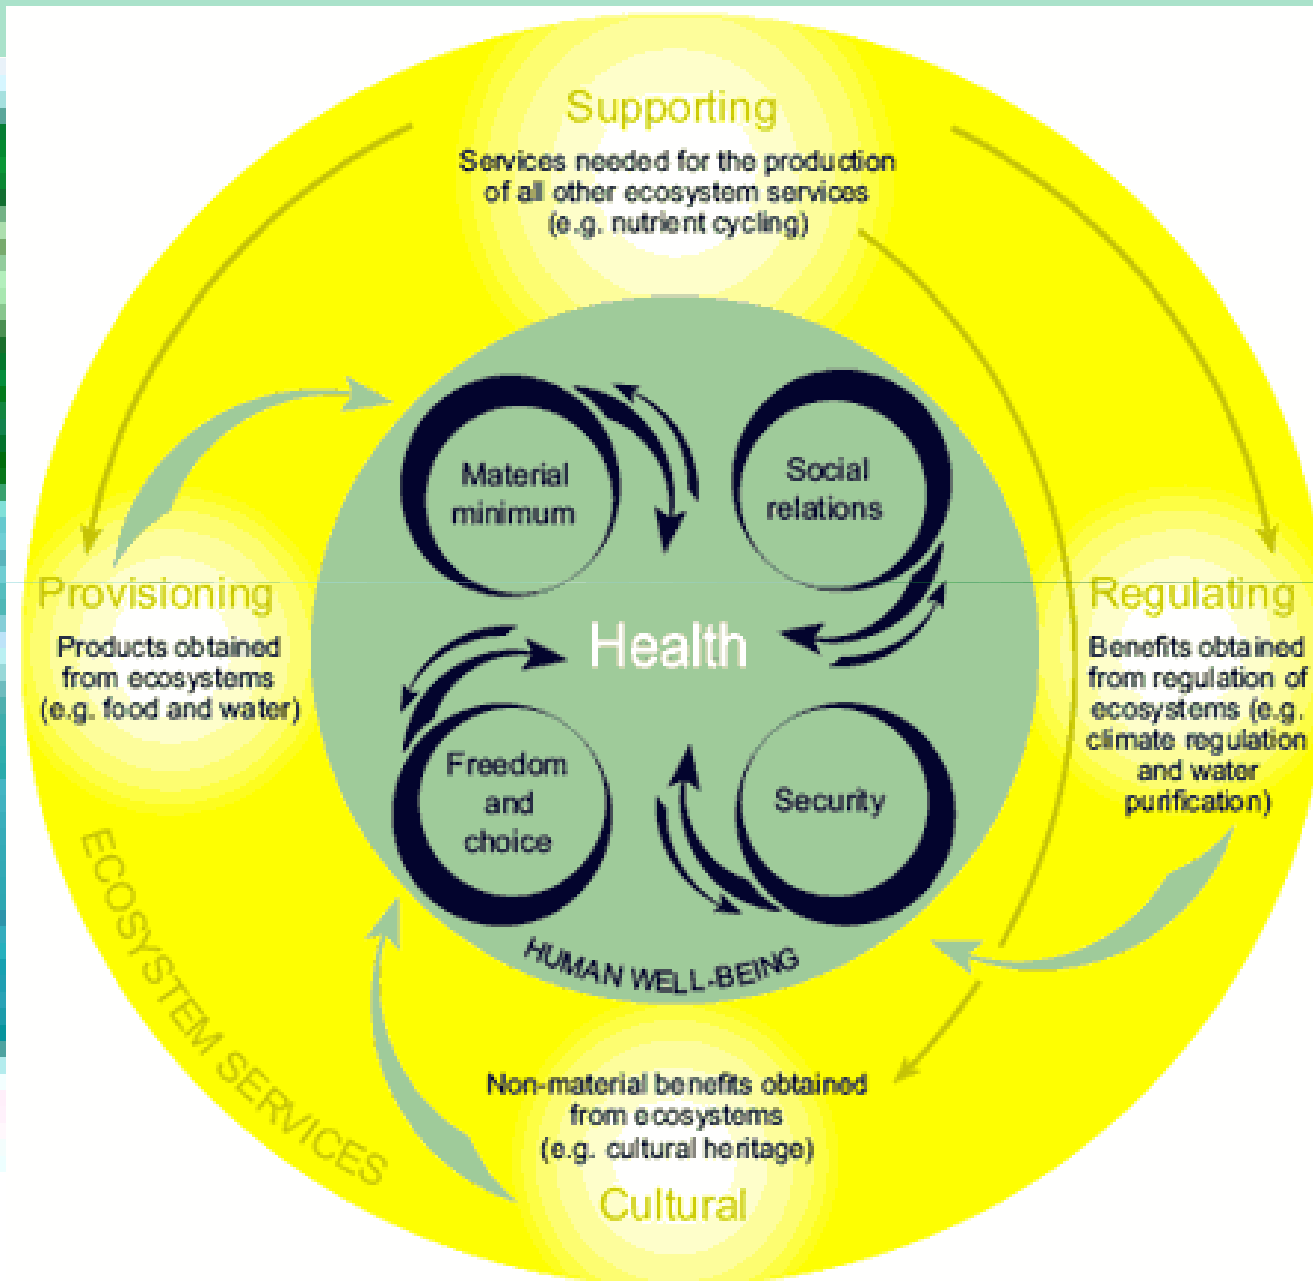 Supporting
Services needed for the production
of all other ecosystem services
(e.g. nutrient cycling)
Material
minimum
Social
relations
Provisioning
Products obtained
from ecosystems
(e.g. food and water)
Health
Regulating
Benefits obtained
from regulation of
ecosystems (e.g.
climate regulation
and water
purification)
Freedom
and
choice
Security
HUMAN WELL-BEING
ECOSYSTEM SERVICES
Non-material benefits obtained
from ecosystems
(e.g. cultural heritage)
Cultural